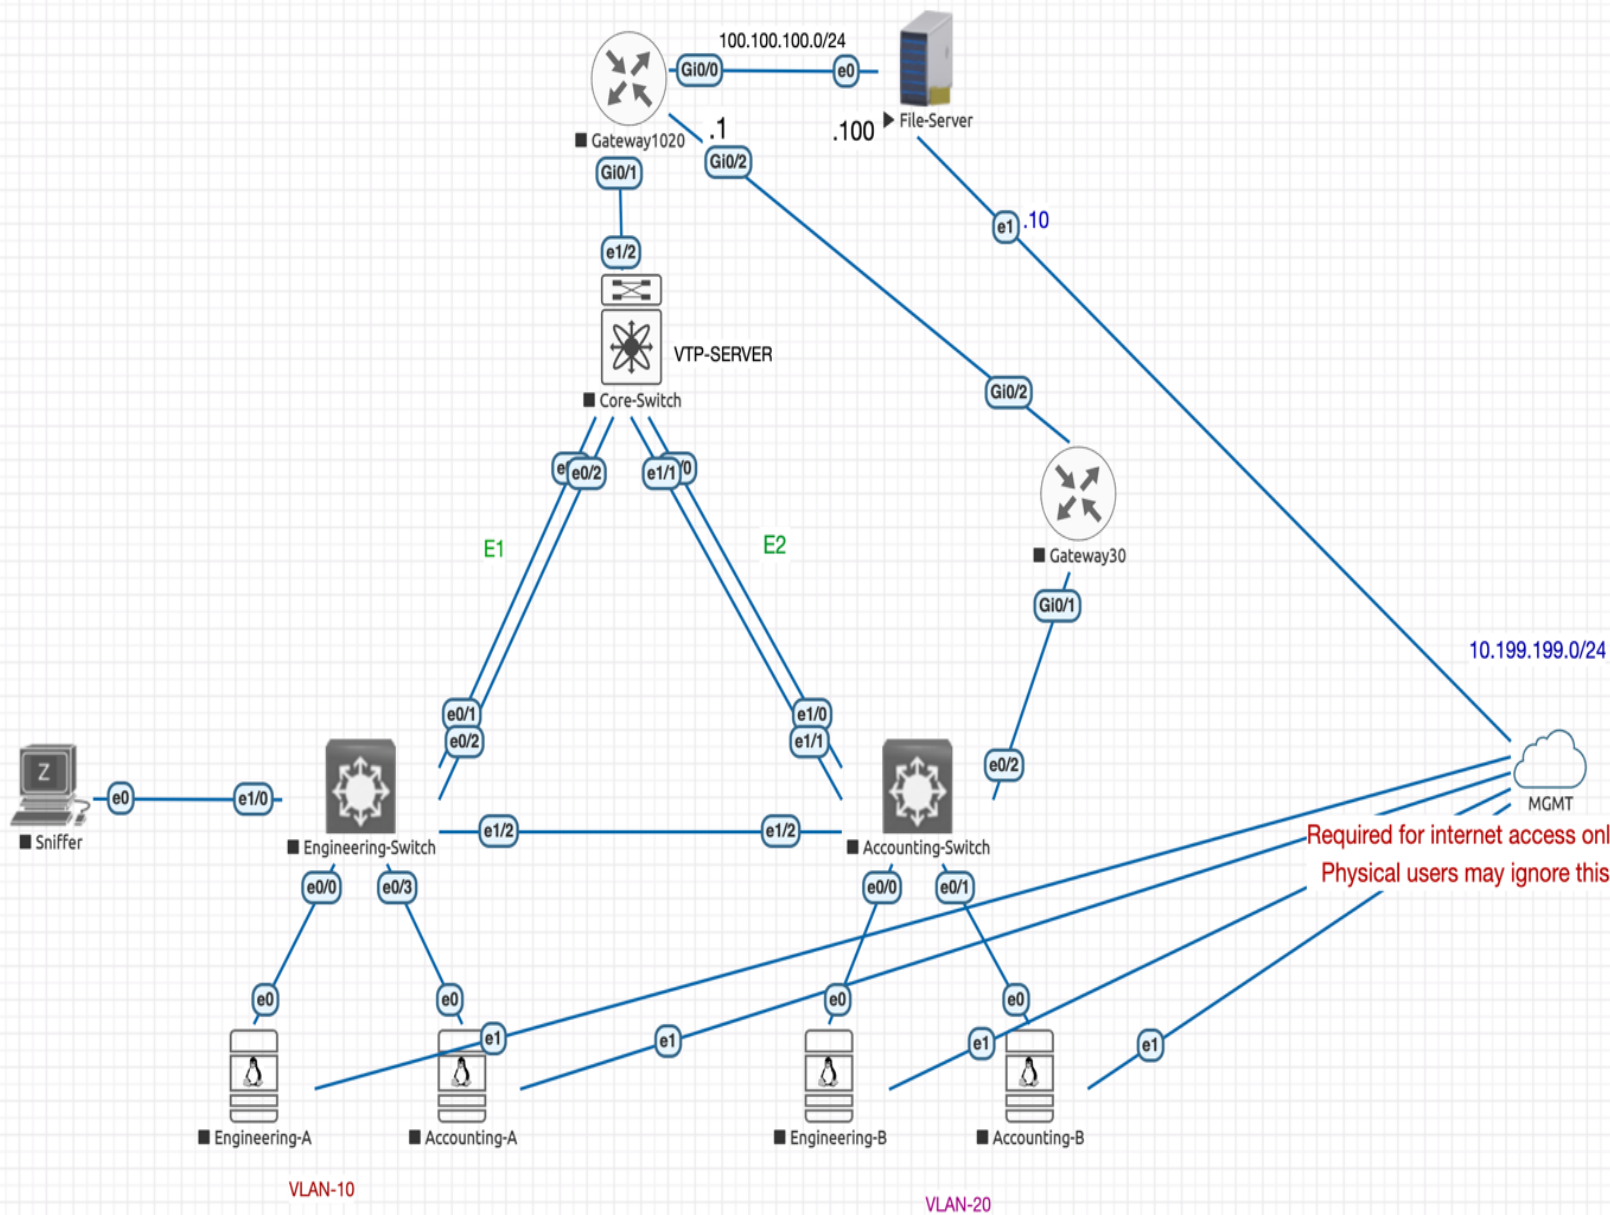 100.100.100.0/24
Gi0/0
e0
Gateway1020
File-Server
.1
.100
Gi0/1
Gi0/2
e1
.10
e1/2
VTP-SERVER
Core-Switch
Gi0/2
e0/2
e1/1
/0
E1
E2
Gateway30
Gi0/1
10.199.199.0/24
e0/1
e1/0
e0/2
e1/1
e0/2
Z
e0
e1/0
MGMT
Sniffer
e1/2
e1/2
Engineering-Switch
Accounting-Switch
Required for internet access onl
Physical users may ignore this
e0/0
e0/3
e0/0
e0/1
e0
e0
e0
e0
e1
e1
e1
e1
Engineering-A
Accounting-A
Engineering-B
Accounting-B
VLAN-10
VLAN-20